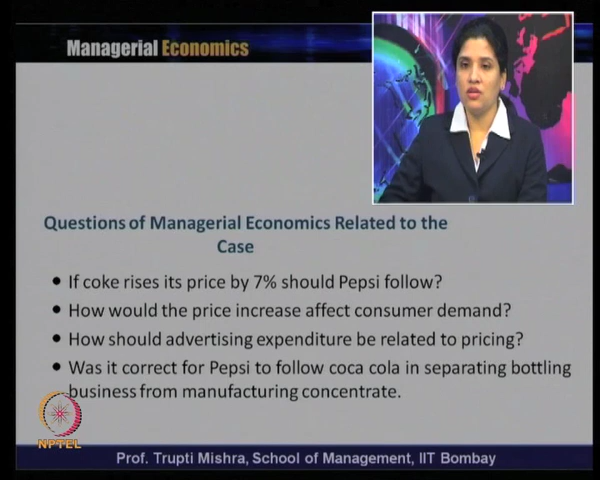 Managerial Economics
Questions of Managerial Economics Related to the
Case
If coke rises its price by 7% should Pepsi follow?
How would the price increase affect consumer demand?
How should advertising expenditure be related to pricing?
Was it correct for Pepsi to follow coca cola in separating bottling
business from manufacturing concentrate.
NPTEL
Prof. Trupti Mishra, School of Management, IIT Bombay